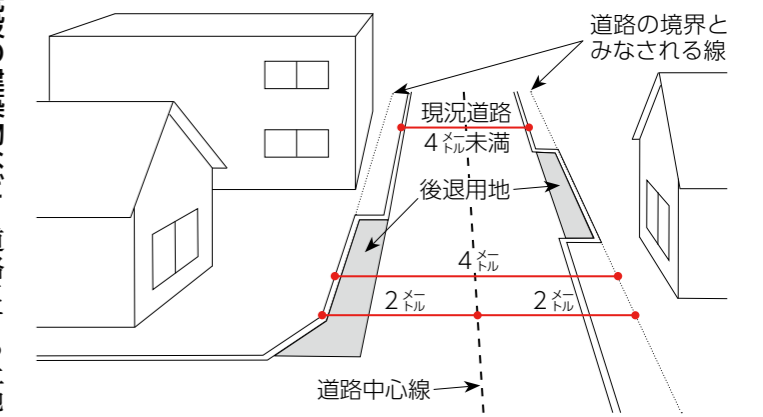 道路の境界と
みなされる線
現況道路
4メートル未満
後退用地
4メートル
2メートル
2メートル
道路中心線